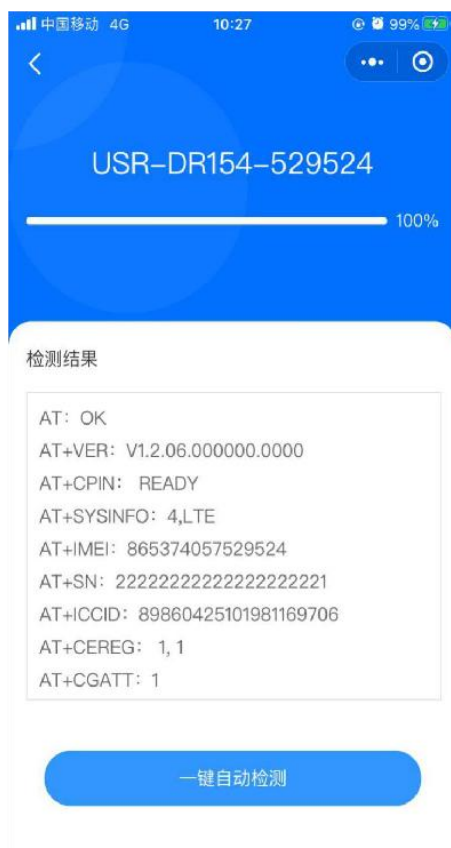 中国移动 4G 10:27 99%
USR-DR154-529524
100%
检测结果
AT: OK
AT+VER: V1.2.06.000000.0000
AT+CPIN: READY
AT+SYSINFO: 4,LTE
AT+IMEI: 865374057529524
AT+SN: 22222222222222222221
AT+ICCID: 89860425101981169706
AT+CEREG: 1, 1
AT+CGATT: 1
一键自动检测